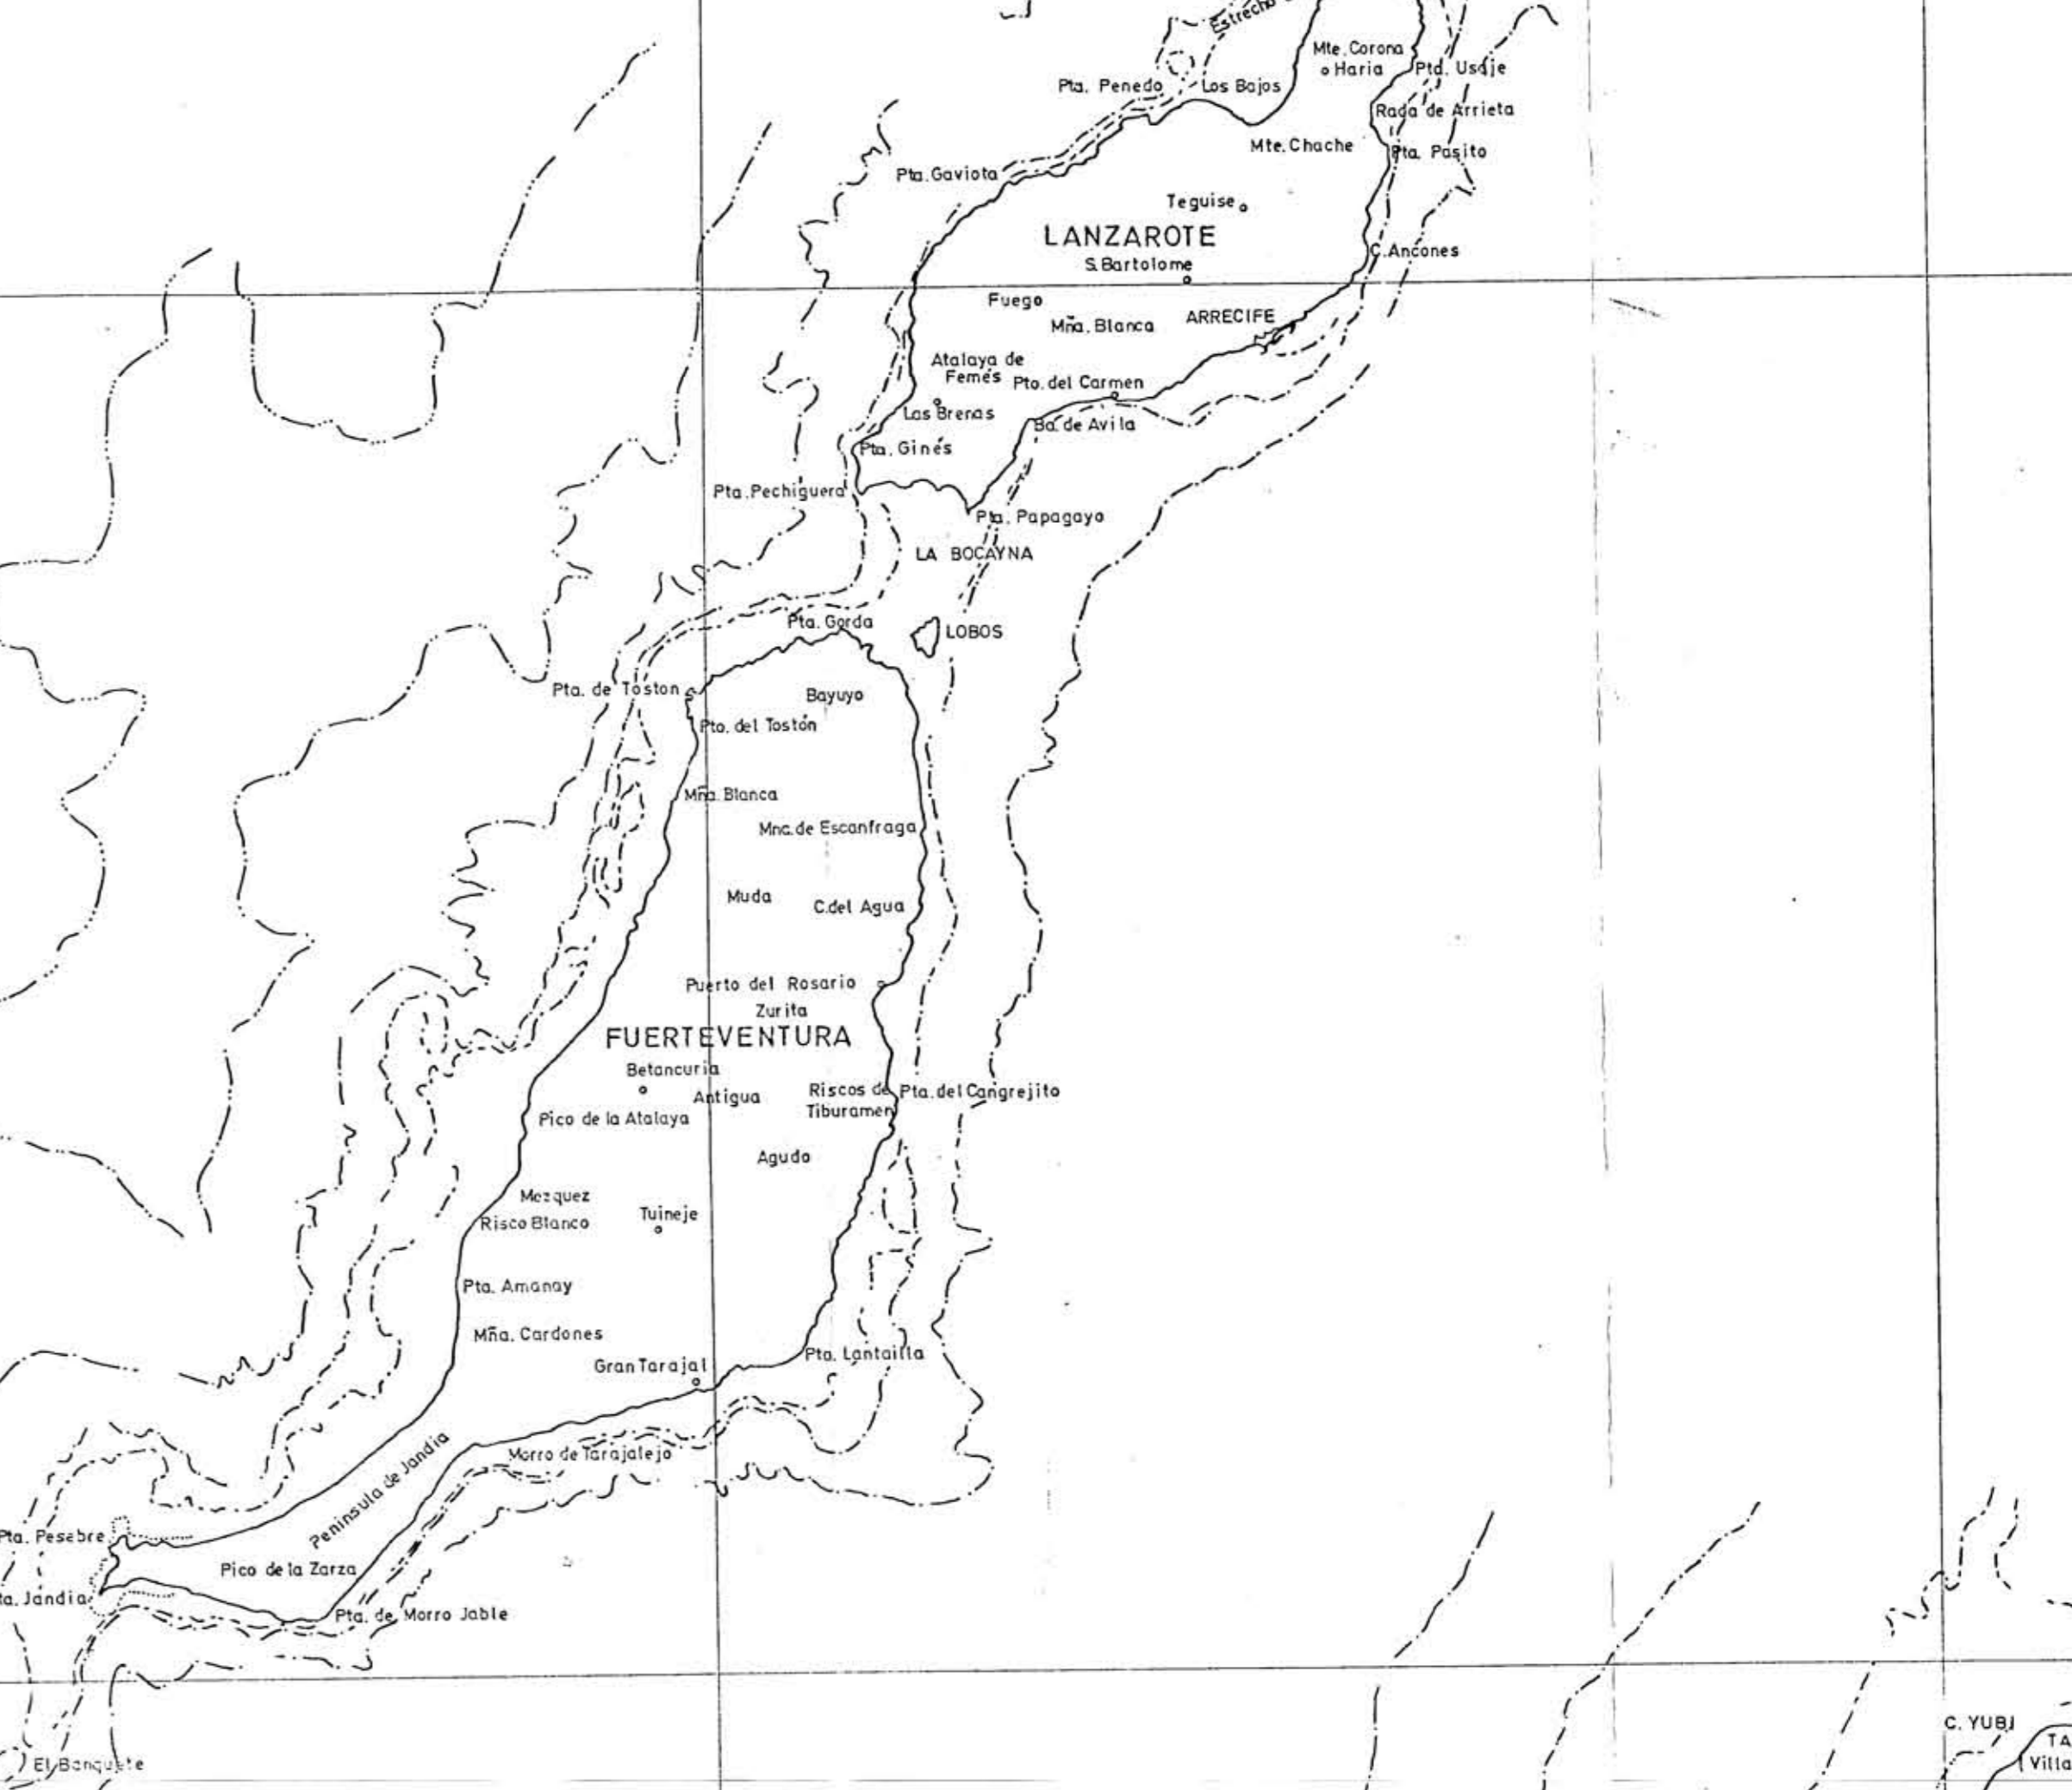 Estrecho
Mte. Corona
Haria
Ptd. Usaje
Pta. Penedo
Los Bajos
Rada de Arrieta
Mte. Chache
Pta. Pasito
Pta. Gaviota
Teguise
LANZAROTE
C. Ancones
S. Bartolome
Fuego
Mña. Blanca
ARRECIFE
Atalaya de
Femés
Pto. del Carmen
Las Brenas
Ba. de Avila
Pta. Ginés
Pta. Pechiguera
Pta. Papagayo
LA BOCAYNA
Pta. Gorda
LOBOS
Pta. de Toston
Bayuyo
Pto. del Tostón
Mña. Blanca
Mnc. de Escanfraga
Muda
C. del Agua
Puerto del Rosario
Zurita
FUERTEVENTURA
Betancuria
Antigua
Riscos de
Tiburamen
Pta. del Cangrejito
Pico de la Atalaya
Agudo
Mezquez
Risco Blanco
Tuineje
Pta. Amanay
Mña. Cardones
Gran Tarajal
Pta. Lantailla
Morro de Tarajalejo
Peninsula de Jandia
Pta. Pesebre
Pico de la Zarza
ta. Jandia
Pta. de Morro Jable
El Banquete
C. YUBI
TA
Villa